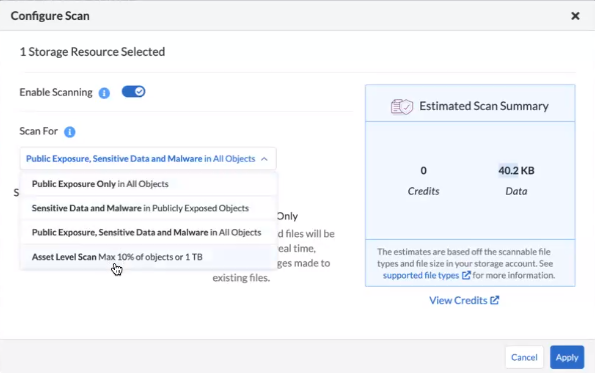 Configure Scan
1 Storage Resource Selected
Enable Scanning
Scan For
Public Exposure, Sensitive Data and Malware in All Objects
Public Exposure Only in All Objects
Sensitive Data and Malware in Publicly Exposed Objects
Public Exposure, Sensitive Data and Malware in All Objects
Asset Level Scan Max 10% of objects or 1 TB
S
Only
d files will be
real time,
ges made to
existing files.
Estimated Scan Summary
0
Credits
40.2 KB
Data
The estimates are based off the scannable file
types and file size in your storage account. See
supported file types for more information.
View Credits
Cancel
Apply